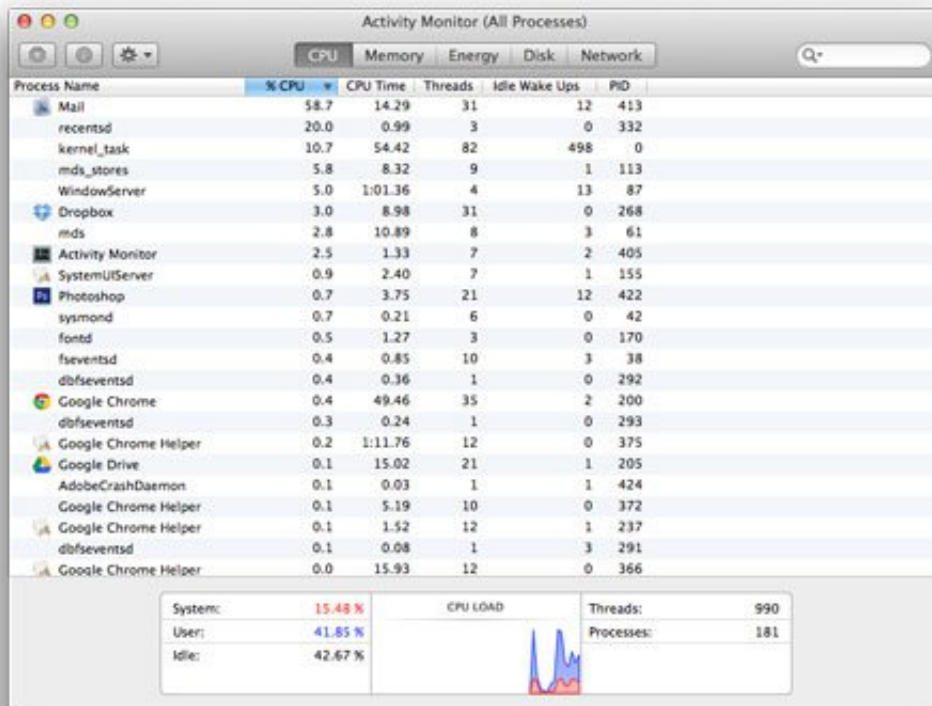 Activity Monitor (All Processes)
CPU Memory Energy Disk Network
Process Name % CPU CPU Time Threads Idle Wake Ups PID
Mail 58.7 14.29 31 12 413
recentsd 20.0 0.99 3 0 332
kernel_task 10.7 54.42 82 498 0
mds_stores 5.8 8.32 9 1 113
WindowServer 5.0 1:01.36 4 13 87
Dropbox 3.0 8.98 31 0 268
mds 2.8 10.89 8 3 61
Activity Monitor 2.5 1.33 7 2 405
SystemUIServer 0.9 2.40 7 1 155
Ps Photoshop 0.7 3.75 21 12 422
sysmond 0.7 0.21 6 0 42
fontd 0.5 1.27 3 0 170
fseventsd 0.4 0.85 10 3 38
dbfseventsd 0.4 0.36 1 0 292
Google Chrome 0.4 49.46 35 2 200
dbfseventsd 0.3 0.24 1 0 293
Google Chrome Helper 0.2 1:11.76 12 0 375
Google Drive 0.1 15.02 21 1 205
AdobeCrashDaemon 0.1 0.03 1 1 424
Google Chrome Helper 0.1 5.19 10 0 372
Google Chrome Helper 0.1 1.52 12 1 237
dbfseventsd 0.1 0.08 1 3 291
Google Chrome Helper 0.0 15.93 12 0 366
System: 15.48 % CPU LOAD Threads: 990
User: 41.85 % Processes: 181
Idle: 42.67 %